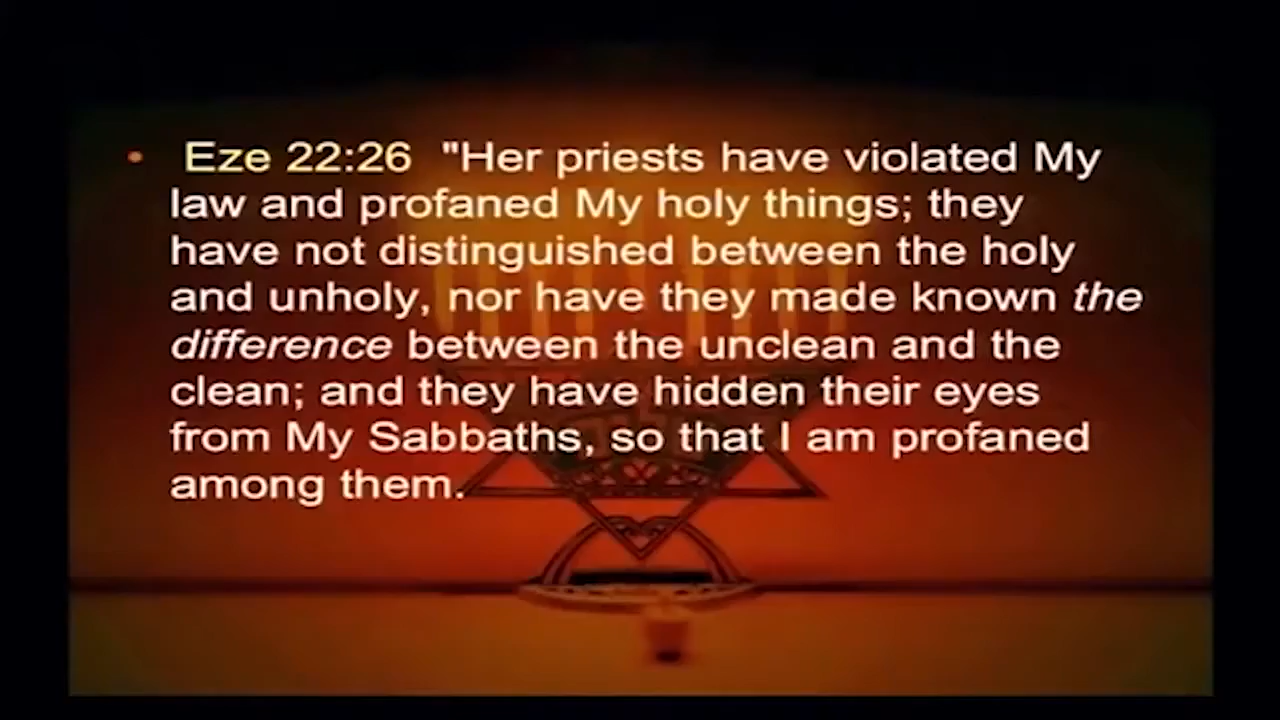 • Eze 22:26 "Her priests have violated My
law and profaned My holy things; they
have not distinguished between the holy
and unholy, nor have they made known the
difference between the unclean and the
clean; and they have hidden their eyes
from My Sabbaths, so that I am profaned
among them.